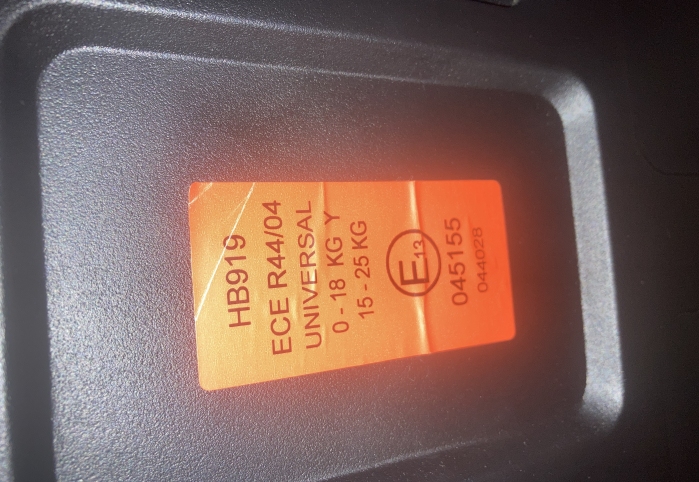 HB919
ECE R44/04
UNIVERSAL
0 - 18 KG Y
15 - 25 KG
E13
045155
044028